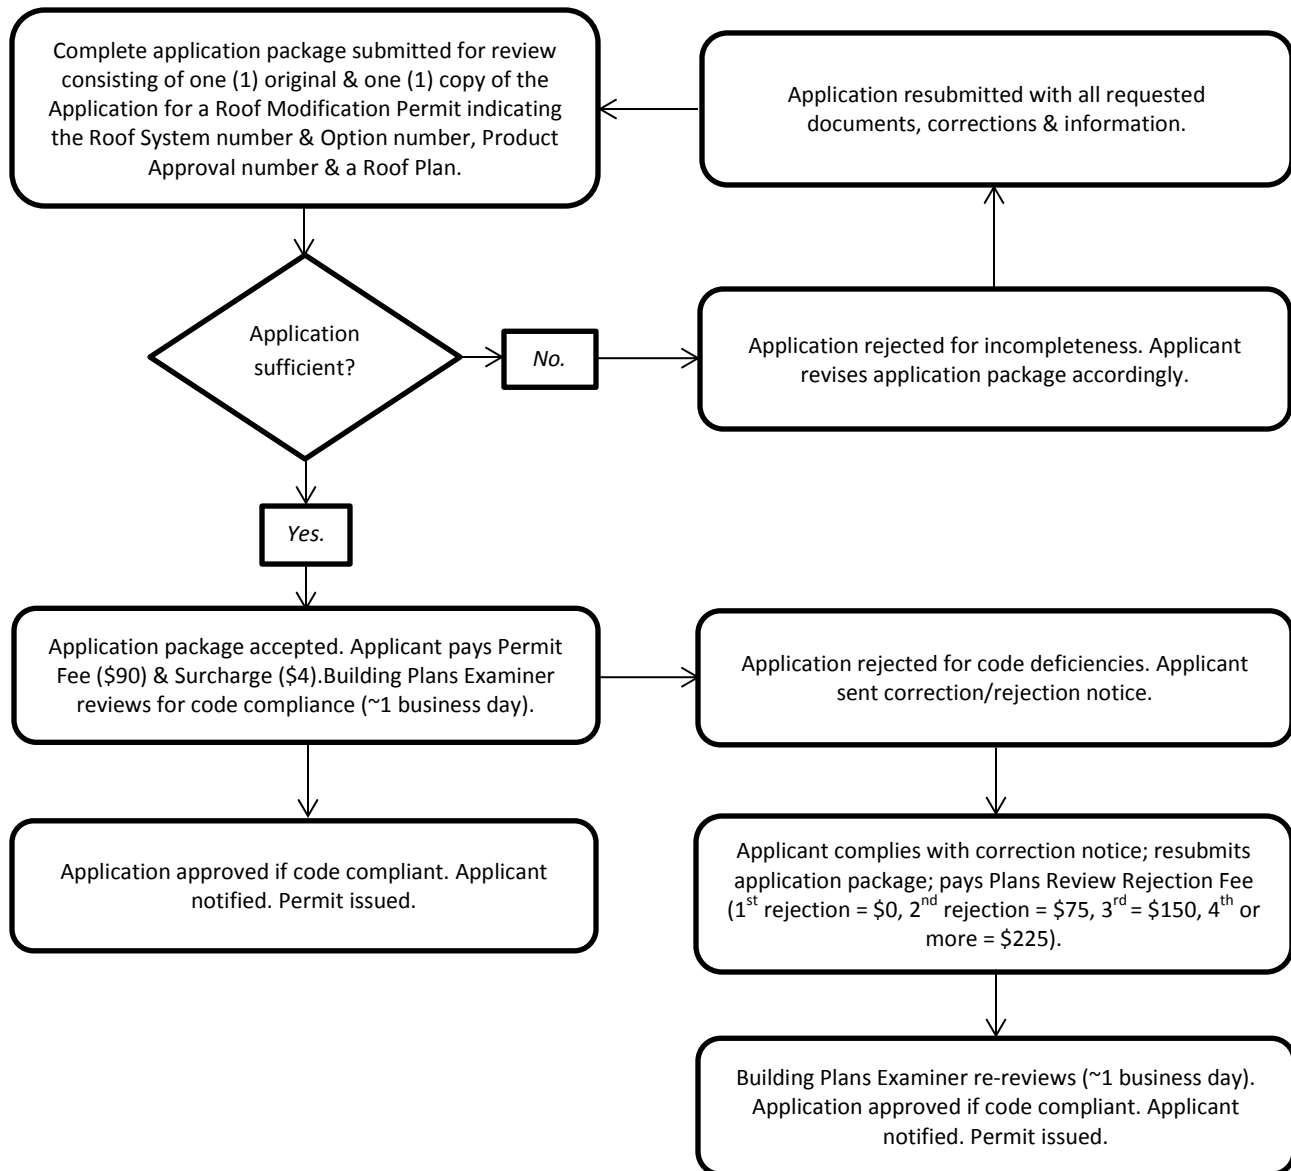 Complete application package submitted for review
consisting of one (1) original & one (1) copy of the
Application for a Roof Modification Permit indicating
the Roof System number & Option number, Product
Approval number & a Roof Plan.
Application resubmitted with all requested
documents, corrections & information.
Application
sufficient?
No.
Application rejected for incompleteness. Applicant
revises application package accordingly.
Yes.
Application package accepted. Applicant pays Permit
Fee ($90) & Surcharge ($4).Building Plans Examiner
reviews for code compliance (~1 business day).
Application rejected for code deficiencies. Applicant
sent correction/rejection notice.
Application approved if code compliant. Applicant
notified. Permit issued.
Applicant complies with correction notice; resubmits
application package; pays Plans Review Rejection Fee
(1st rejection = $0, 2nd rejection = $75, 3rd = $150, 4th or
more = $225).
Building Plans Examiner re-reviews (~1 business day).
Application approved if code compliant. Applicant
notified. Permit issued.